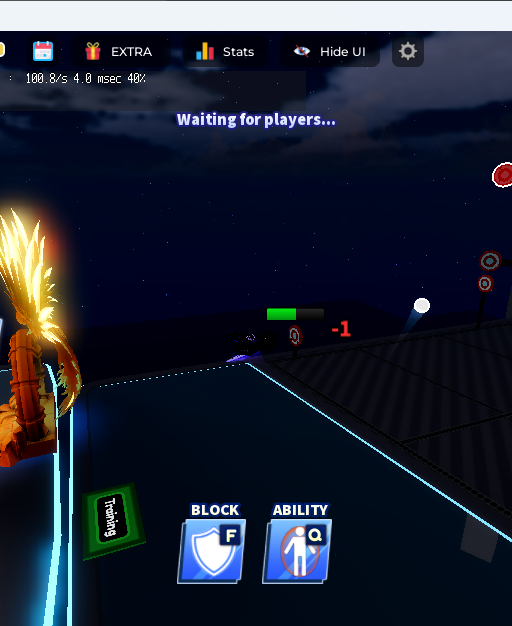 EXTRA
Stats
Hide UI
: 100.8/s 4.0 msec 40%
Waiting for players...
-1
Training
BLOCK
ABILITY
F
Q